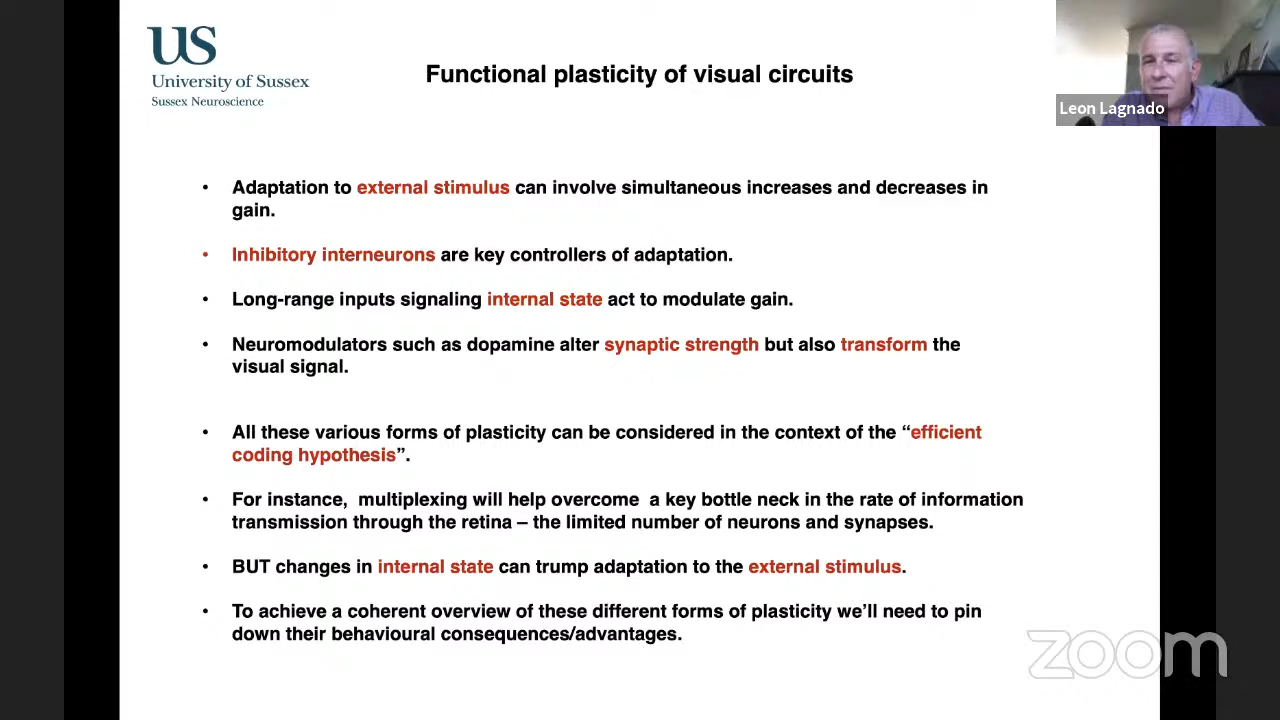 US
University of Sussex
Sussex Neuroscience
Functional plasticity of visual circuits
Leon Lagnado
• Adaptation to external stimulus can involve simultaneous increases and decreases in
gain.
• Inhibitory interneurons are key controllers of adaptation.
• Long-range inputs signaling internal state act to modulate gain.
• Neuromodulators such as dopamine alter synaptic strength but also transform the
visual signal.
• All these various forms of plasticity can be considered in the context of the “efficient
coding hypothesis”.
• For instance, multiplexing will help overcome a key bottle neck in the rate of information
transmission through the retina – the limited number of neurons and synapses.
• BUT changes in internal state can trump adaptation to the external stimulus.
• To achieve a coherent overview of these different forms of plasticity we’ll need to pin
down their behavioural consequences/advantages.
zoom